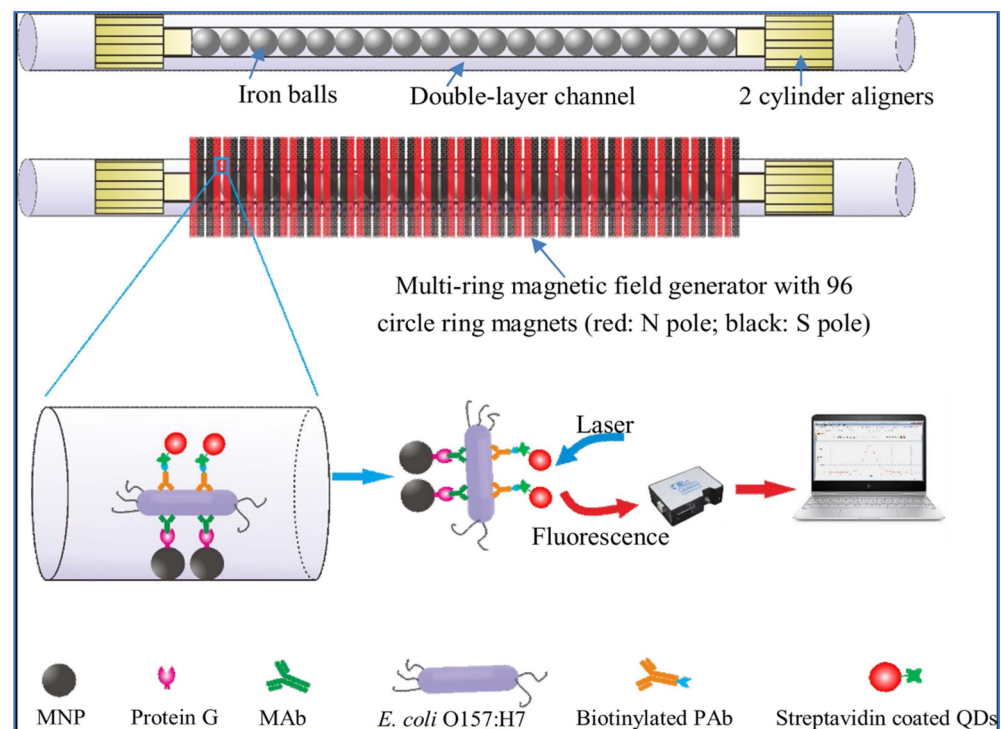 Iron balls
Double-layer channel
2 cylinder aligners
Multi-ring magnetic field generator with 96
circle ring magnets (red: N pole; black: S pole)
Laser
Fluorescence
MNP
Protein G
MAb
E. coli O157:H7
Biotinylated PAb
Streptavidin coated QDs